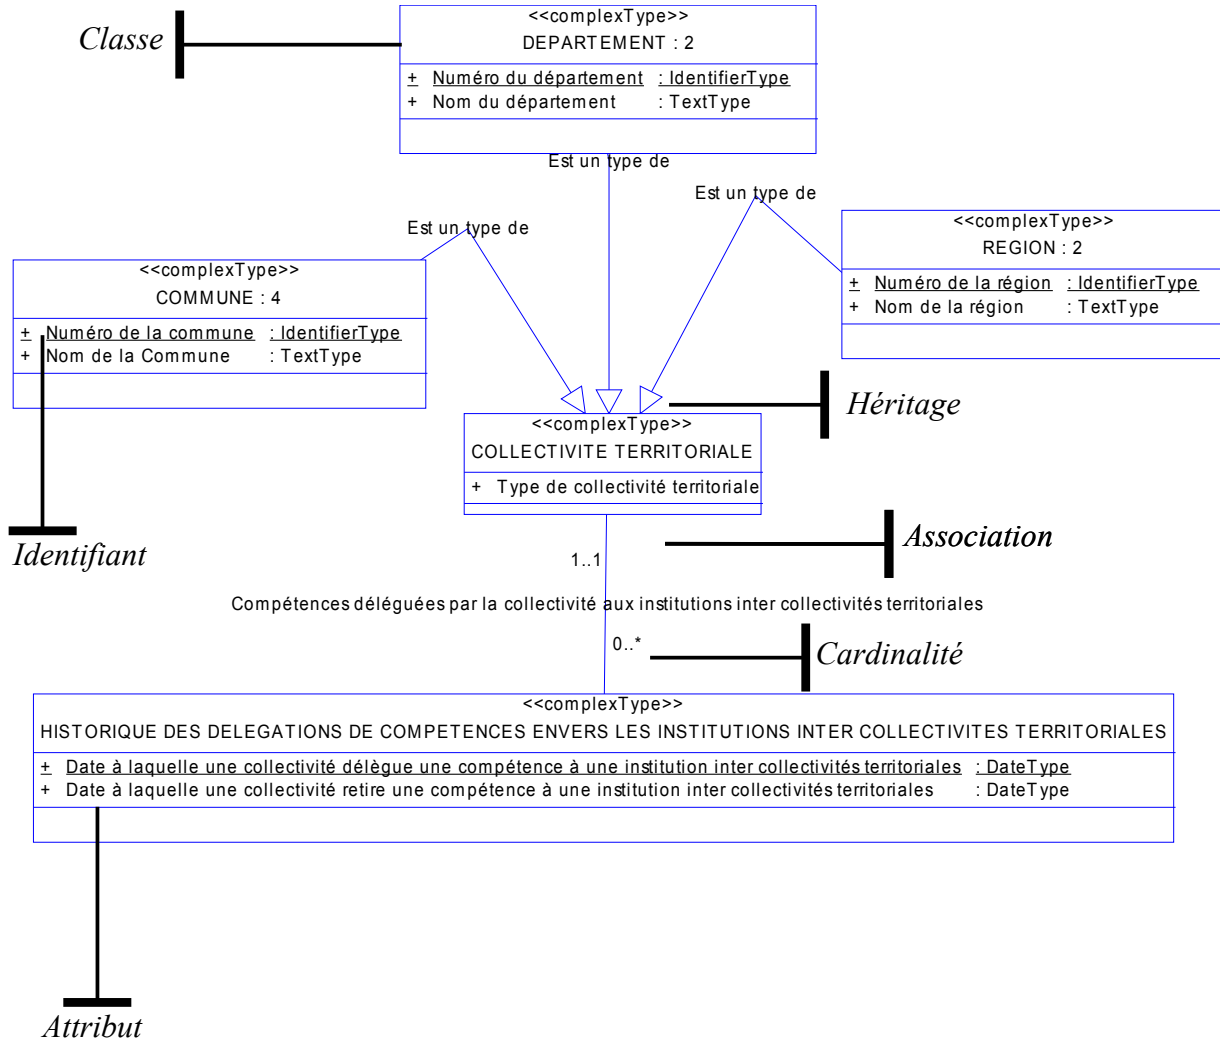 Classe
<<complexType>>
DEPARTEMENT : 2
+ Numéro du département : IdentifierType
+ Nom du département : TextType
Est un type de
Est un type de
Est un type de
<<complexType>>
REGION : 2
+ Numéro de la région : IdentifierType
+ Nom de la région : TextType
<<complexType>>
COMMUNE : 4
+ Numéro de la commune : IdentifierType
+ Nom de la Commune : TextType
Héritage
<<complexType>>
COLLECTIVITE TERRITORIALE
+ Type de collectivité territoriale
Identifiant
Association
1..1
Compétences déléguées par la collectivité aux institutions inter collectivités territoriales
0..*
Cardinalité
<<complexType>>
HISTORIQUE DES DELEGATIONS DE COMPETENCES ENVERS LES INSTITUTIONS INTER COLLECTIVITES TERRITORIALES
+ Date à laquelle une collectivité délègue une compétence à une institution inter collectivités territoriales : DateType
+ Date à laquelle une collectivité retire une compétence à une institution inter collectivités territoriales : DateType
Attribut